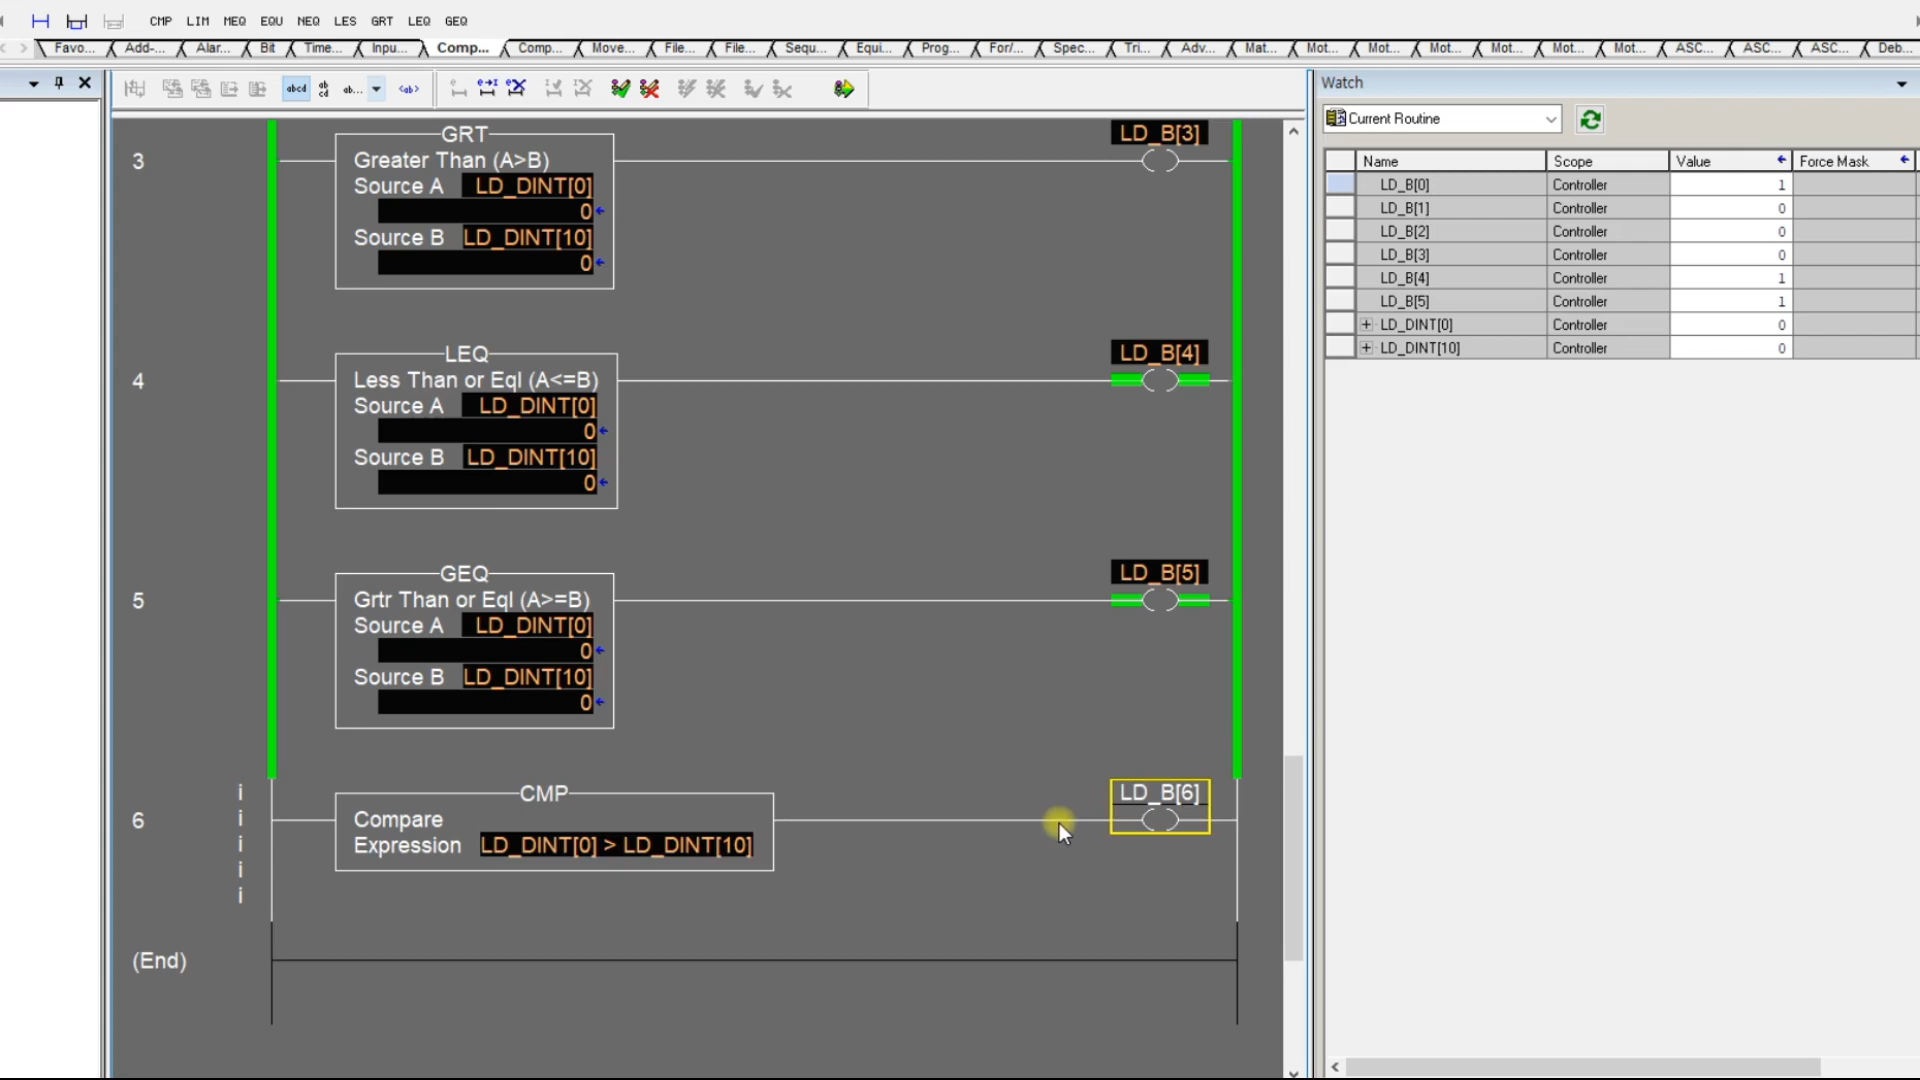 CMP LIM MEQ EQU NEQ LES GRT LEQ GEQ
Favo... Add-... Alar... Bit Time... Inpu... Comp... Comp... Move... File... File... Sequ... Equi... Prog... For/... Spec... Tri... Adv... Mat... Mot... Mot... Mot... Mot... Mot... Mot... ASC... ASC... ASC... Deb...
abcd ab cd ab... <ab>
3
GRT
Greater Than (A>B)
Source A LD_DINT[0]
0
Source B LD_DINT[10]
0
LD_B[3]
4
LEQ
Less Than or Eql (A<=B)
Source A LD_DINT[0]
0
Source B LD_DINT[10]
0
LD_B[4]
5
GEQ
Grtr Than or Eql (A>=B)
Source A LD_DINT[0]
0
Source B LD_DINT[10]
0
LD_B[5]
i
i
i
i
i
6
CMP
Compare
Expression LD_DINT[0] > LD_DINT[10]
LD_B[6]
(End)
Watch
Current Routine
Name Scope Value Force Mask
LD_B[0] Controller 1
LD_B[1] Controller 0
LD_B[2] Controller 0
LD_B[3] Controller 0
LD_B[4] Controller 1
LD_B[5] Controller 1
LD_DINT[0] Controller 0
LD_DINT[10] Controller 0